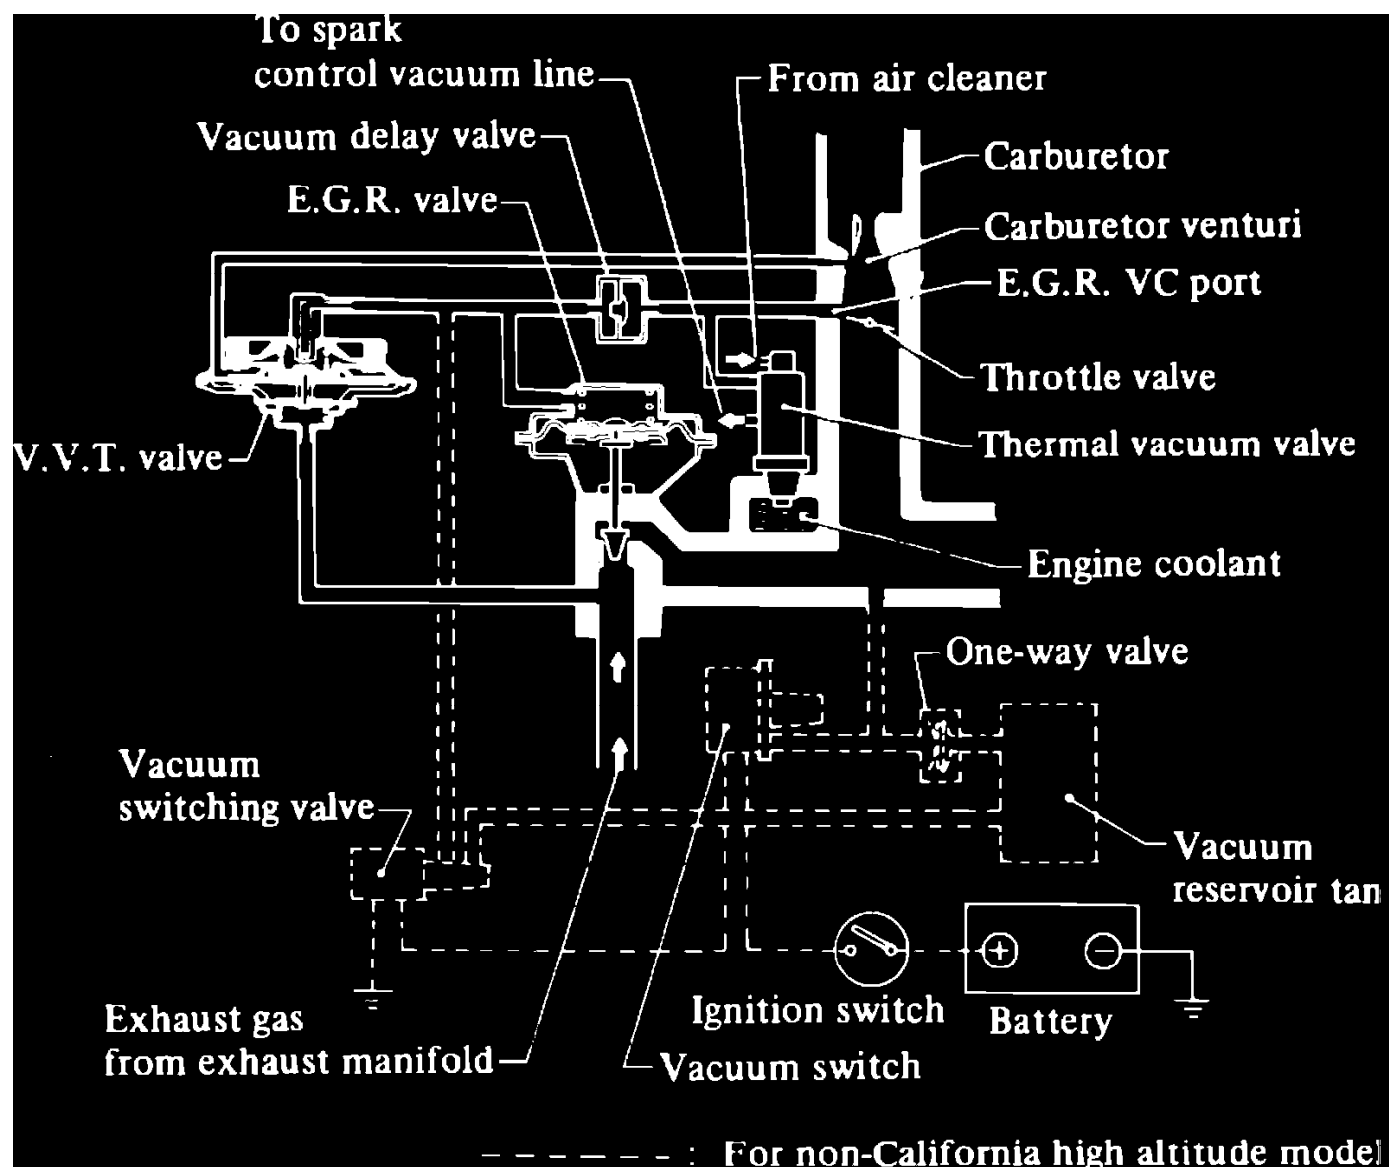 To spark
control vacuum line
From air cleaner
Vacuum delay valve
Carburetor
E.G.R. valve
Carburetor venturi
E.G.R. VC port
Throttle valve
Thermal vacuum valve
V.V.T. valve
Engine coolant
One-way valve
Vacuum
switching valve
Vacuum
reservoir tan
+
−
Ignition switch
Battery
Exhaust gas
from exhaust manifold
Vacuum switch
: For non-California high altitude model